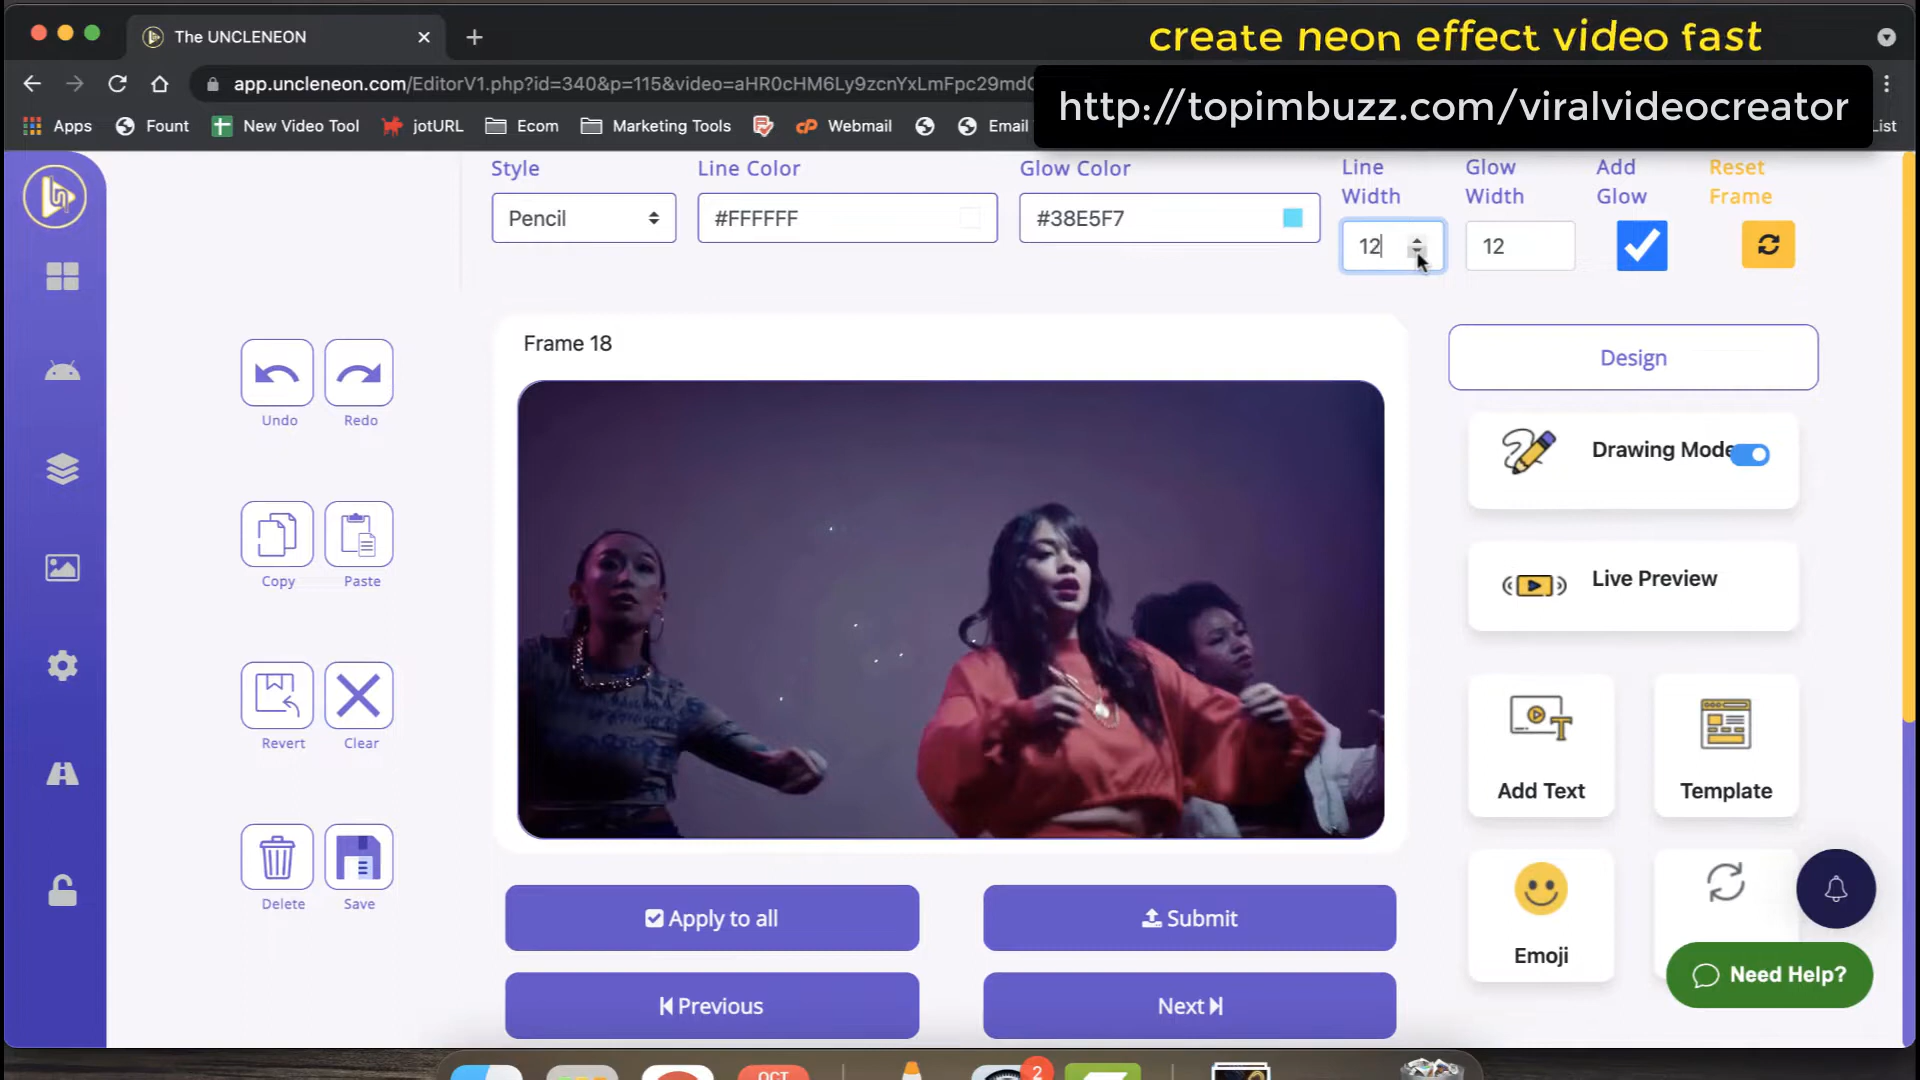 The UNCLENEON
create neon effect video fast
app.uncleneon.com/EditorV1.php?id=340&p=115&video=aHR0cHM6Ly9zcnYxLmFpc29mdC
http://topimbuzz.com/viralvideocreator
Apps
Fount
New Video Tool
jotURL
Ecom
Marketing Tools
Webmail
Email
List
Style
Line Color
Glow Color
Line Width
Glow Width
Add Glow
Reset Frame
Pencil
#FFFFFF
#38E5F7
12
12
Frame 18
Design
Undo
Redo
Drawing Mode
Copy
Paste
Live Preview
Revert
Clear
Add Text
Template
Delete
Save
Apply to all
Submit
Emoji
Need Help?
Previous
Next
OCT
2